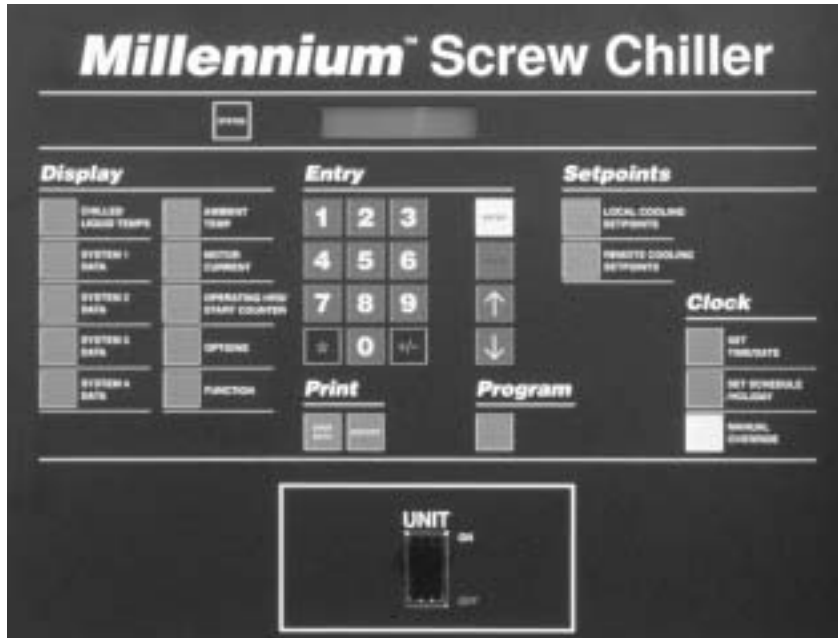 Millennium™ Screw Chiller
STATUS
Display
CHILLED
LIQUID TEMPS
SYSTEM 1
DATA
SYSTEM 2
DATA
SYSTEM 3
DATA
SYSTEM 4
DATA
AMBIENT
TEMP
MOTOR
CURRENT
OPERATING HRS/
START COUNTER
OPTIONS
FUNCTION
Entry
1 2 3
4 5 6
7 8 9
* 0 +/-
↑
↓
Print
Program
Setpoints
LOCAL COOLING
SETPOINTS
REMOTE COOLING
SETPOINTS
Clock
SET
TIME/DATE
SET SCHEDULE
/HOLIDAY
MANUAL
OVERRIDE
UNIT
ON
OFF